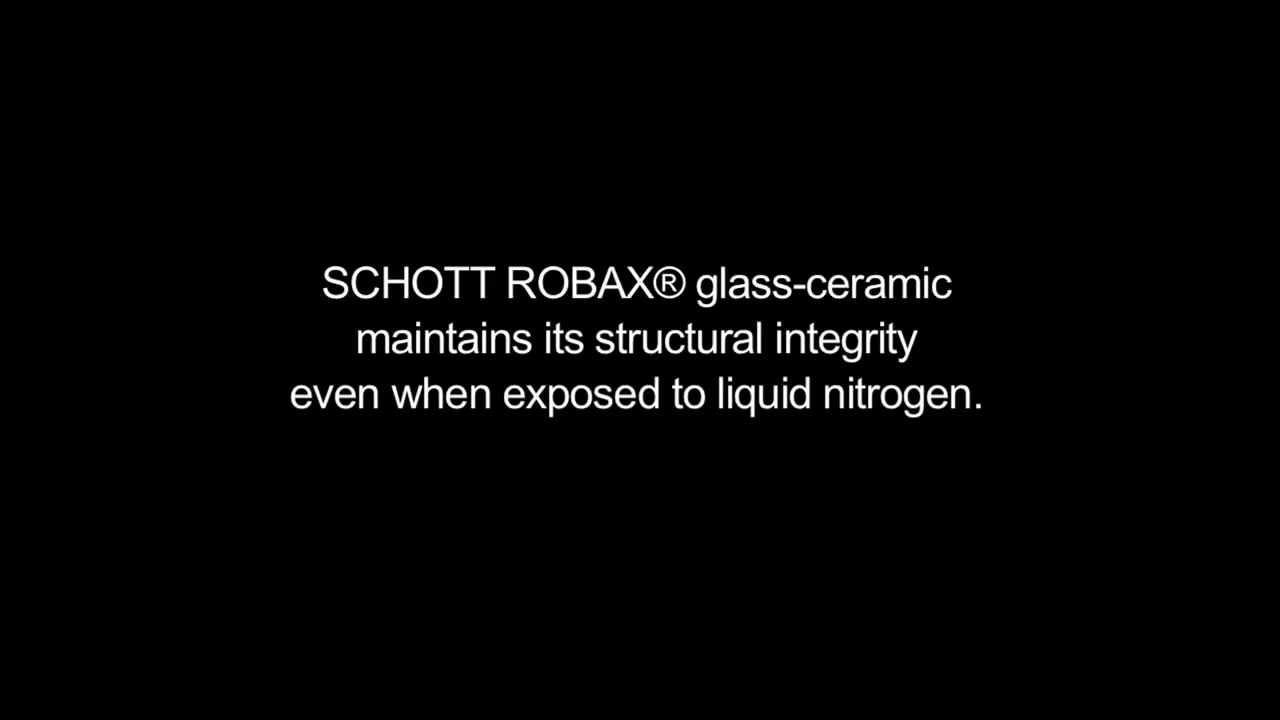 SCHOTT ROBAX® glass-ceramic
maintains its structural integrity
even when exposed to liquid nitrogen.